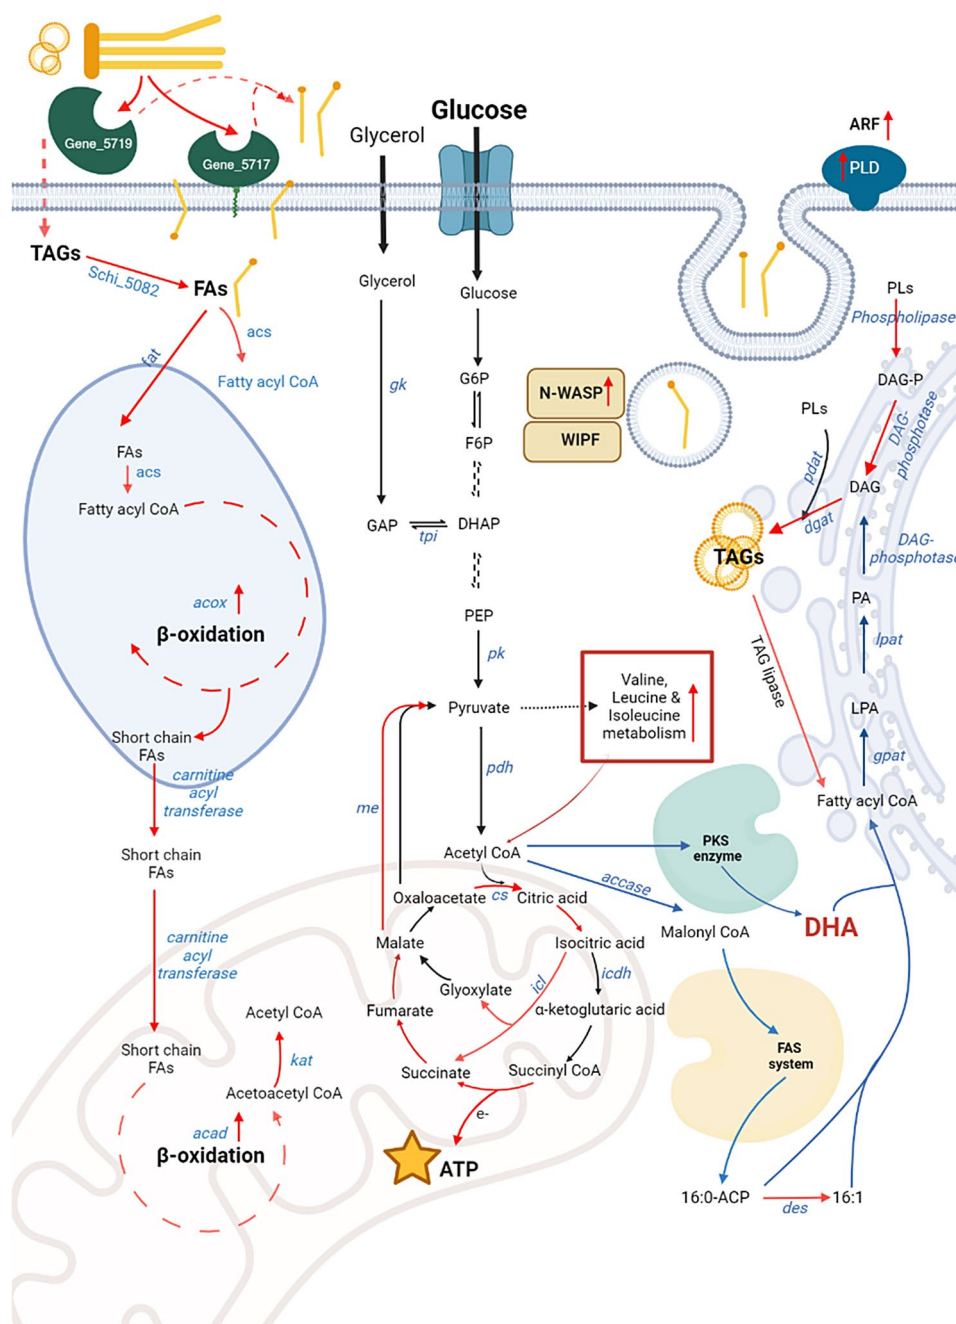 Gene_5719
Gene_5717
TAGs
Schi_5082
FAs
acs
Fatty acyl CoA
fat
FAs
acs
Fatty acyl CoA
acox
β-oxidation
Short chain
FAs
carnitine
acyl
transferase
Short chain
FAs
carnitine
acyl
transferase
Short chain
FAs
Acetyl CoA
kat
Acetoacetyl CoA
acad
β-oxidation
Glycerol
Glucose
Glycerol
Glucose
gk
G6P
F6P
GAP
tpi
DHAP
PEP
pk
Pyruvate
Valine,
Leucine &
Isoleucine
metabolism
pdh
me
Acetyl CoA
Oxaloacetate
cs
Citric acid
Malate
Isocitric acid
Glyoxylate
icl
icdh
Fumarate
α-ketoglutaric acid
Succinate
Succinyl CoA
e-
ATP
N-WASP
WIPF
ARF
PLD
PLs
Phospholipase
DAG-P
DAG-
phosphotase
PLs
pdat
DAG
dgat
TAGs
DAG-
phosphotase
PA
lpat
TAG lipase
LPA
gpat
Fatty acyl CoA
PKS
enzyme
accase
DHA
Malonyl CoA
FAS
system
16:0-ACP
des
16:1